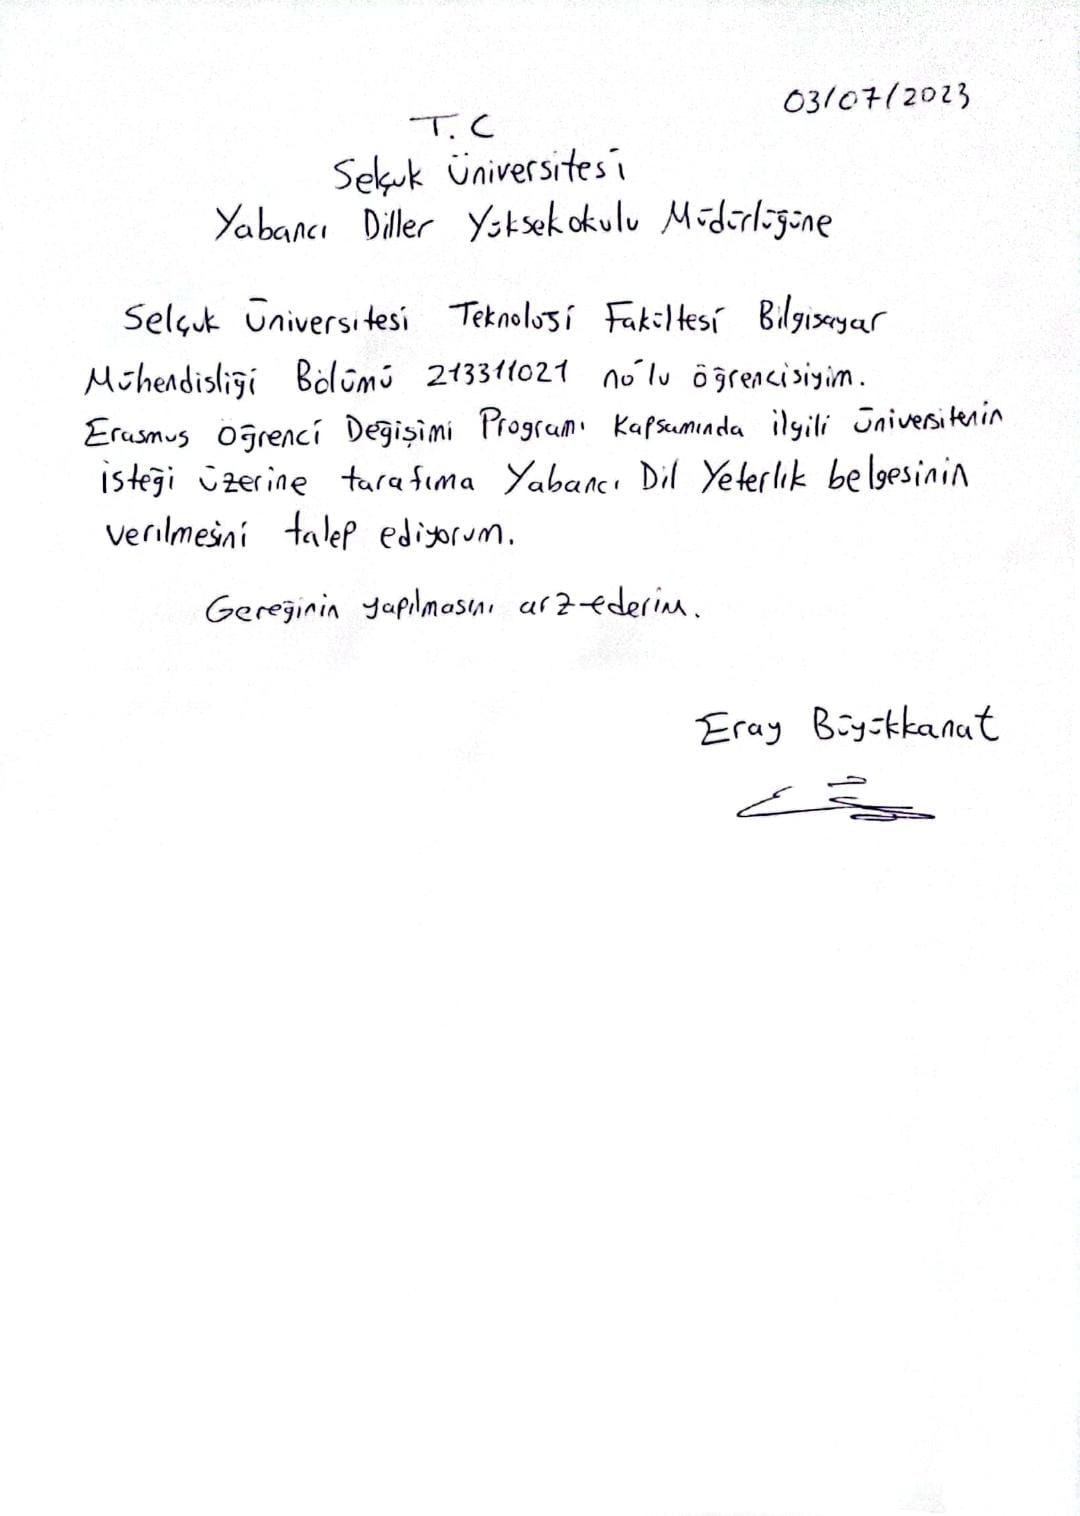 03/07/2023
T.C
Selçuk Üniversitesi
Yabancı Diller Yüksekokulu Müdürlüğüne
Selçuk Üniversitesi Teknoloji Fakültesi Bilgisayar
Mühendisliği Bölümü 213311021 no'lu öğrencisiyim.
Erasmus Öğrenci Değişimi Programı Kapsamında ilgili üniversitenin
isteği üzerine tarafıma Yabancı Dil Yeterlik belgesinin
verilmesini talep ediyorum.
Gereğinin yapılmasını arz ederim.
Eray Büyükkanat